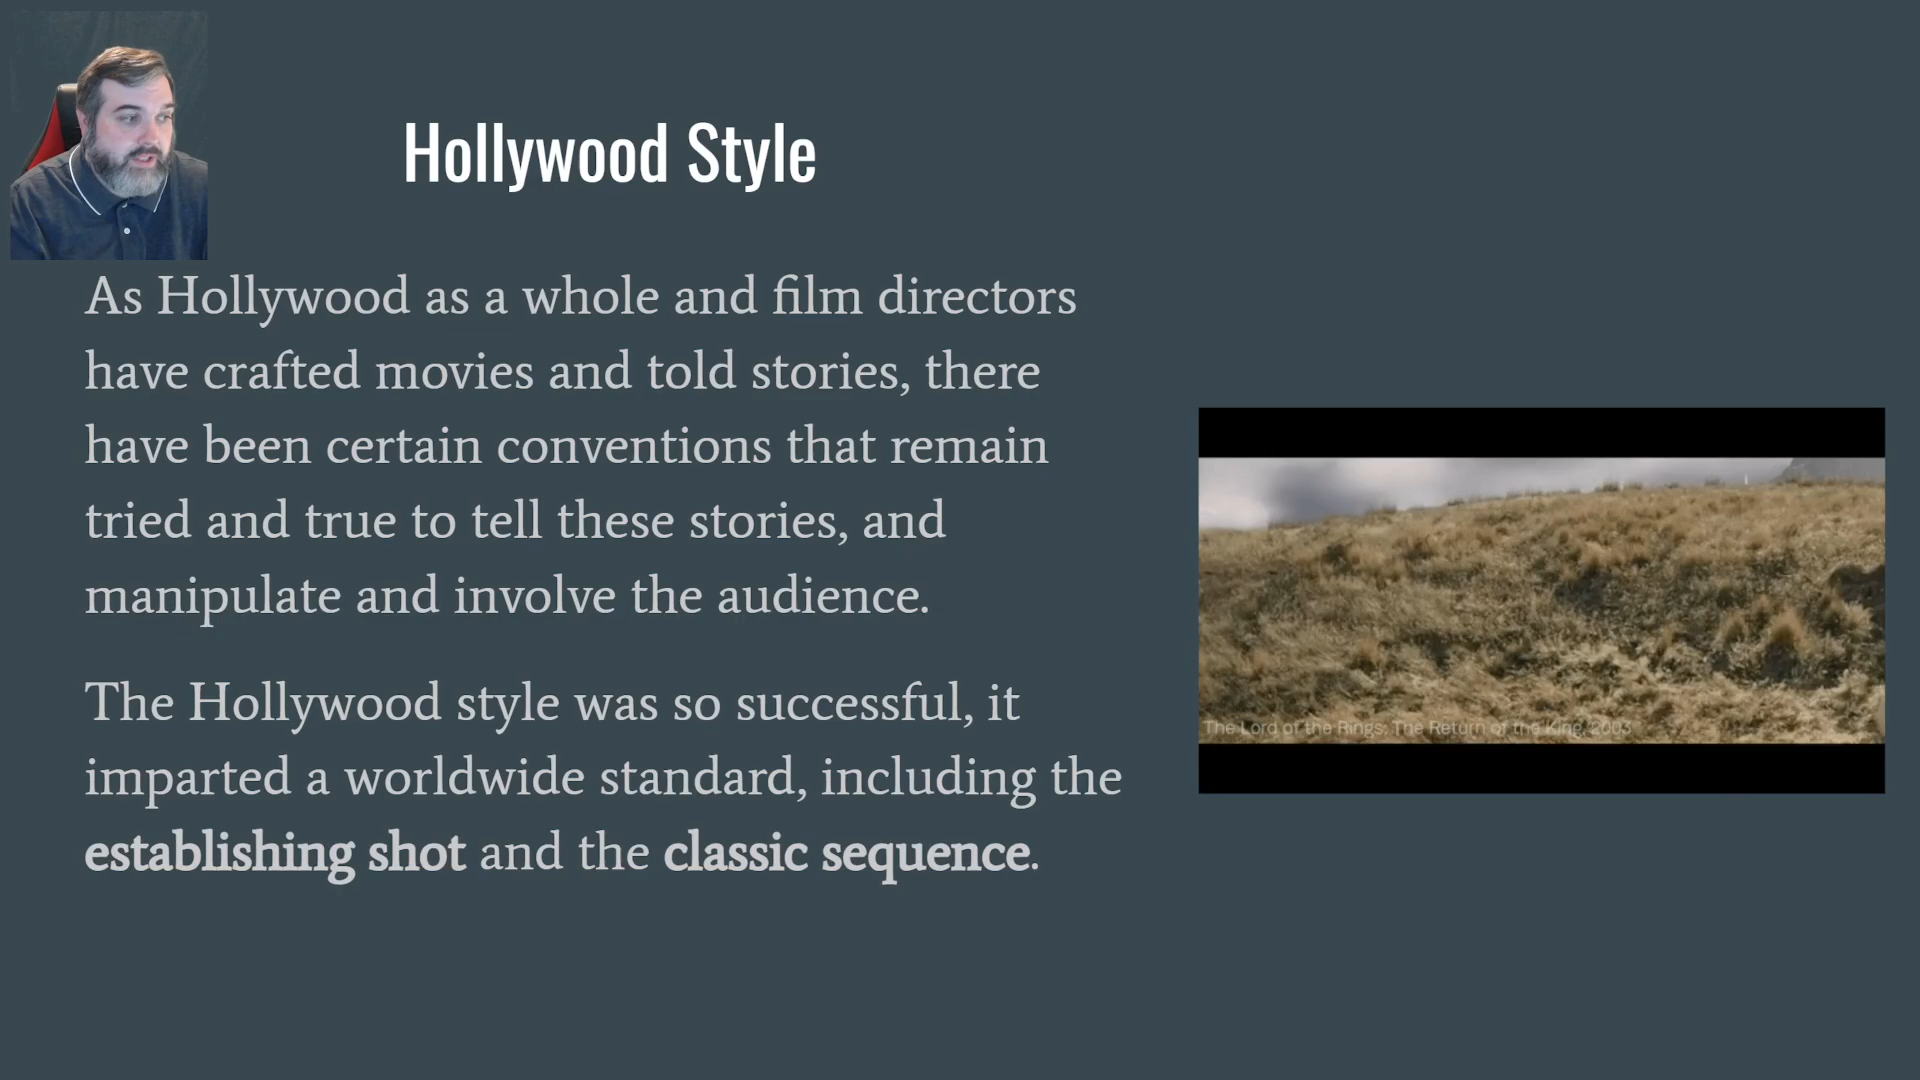 Hollywood Style
As Hollywood as a whole and film directors
have crafted movies and told stories, there
have been certain conventions that remain
tried and true to tell these stories, and
manipulate and involve the audience.
The Hollywood style was so successful, it
imparted a worldwide standard, including the
establishing shot and the classic sequence.
The Lord of the Rings: The Return of the King, 2003